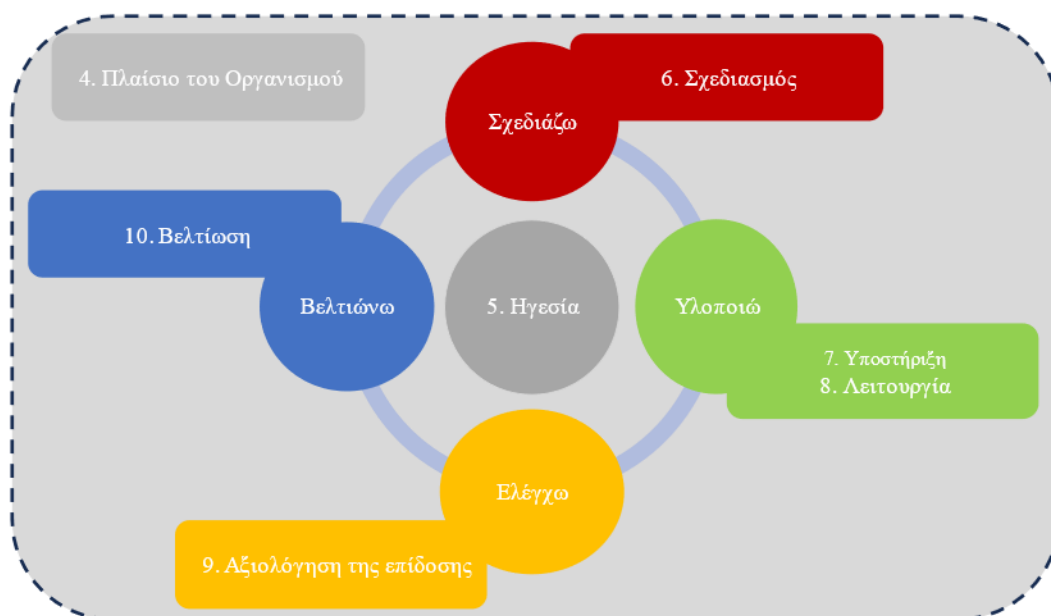 4. Πλαίσιο του Οργανισμού
6. Σχεδιασμός
Σχεδιάζω
10. Βελτίωση
Βελτιώνω
5. Ηγεσία
Υλοποιώ
7. Υποστήριξη
8. Λειτουργία
Ελέγχω
9. Αξιολόγηση της επίδοσης